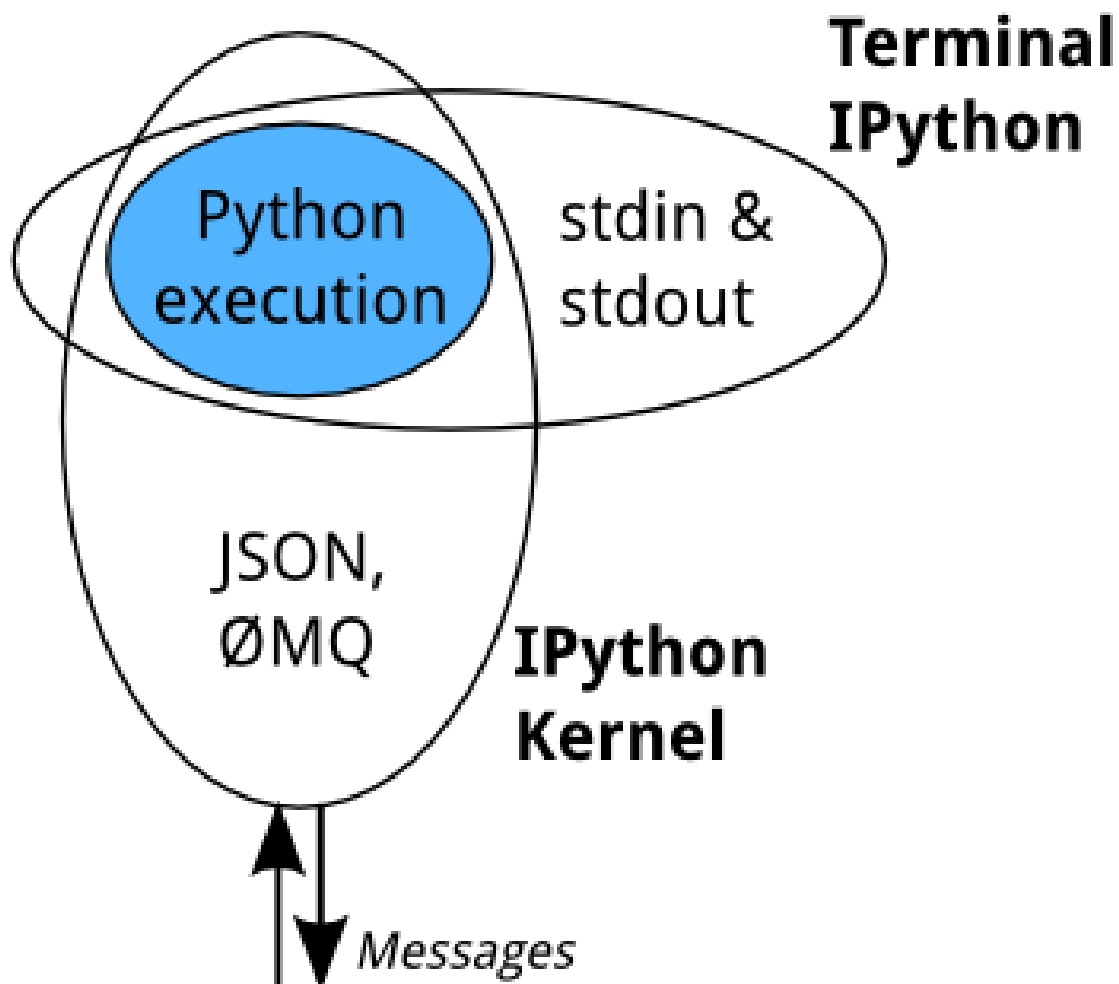 Terminal
IPython
Python
execution
stdin &
stdout
JSON,
ØMQ
IPython
Kernel
Messages